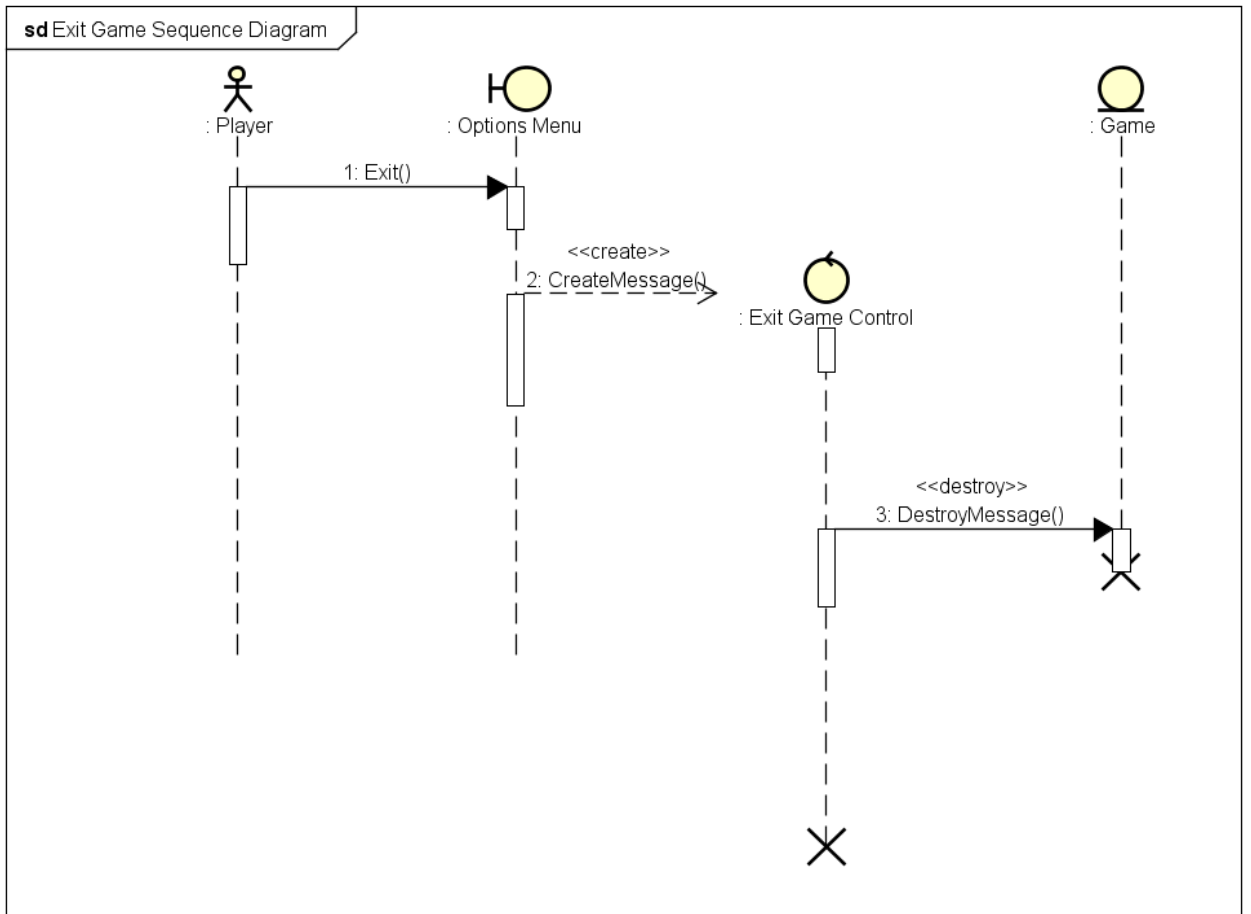 sd Exit Game Sequence Diagram
: Player
: Options Menu
: Game
1: Exit()
<<create>>
2: CreateMessage()
: Exit Game Control
<<destroy>>
3: DestroyMessage()